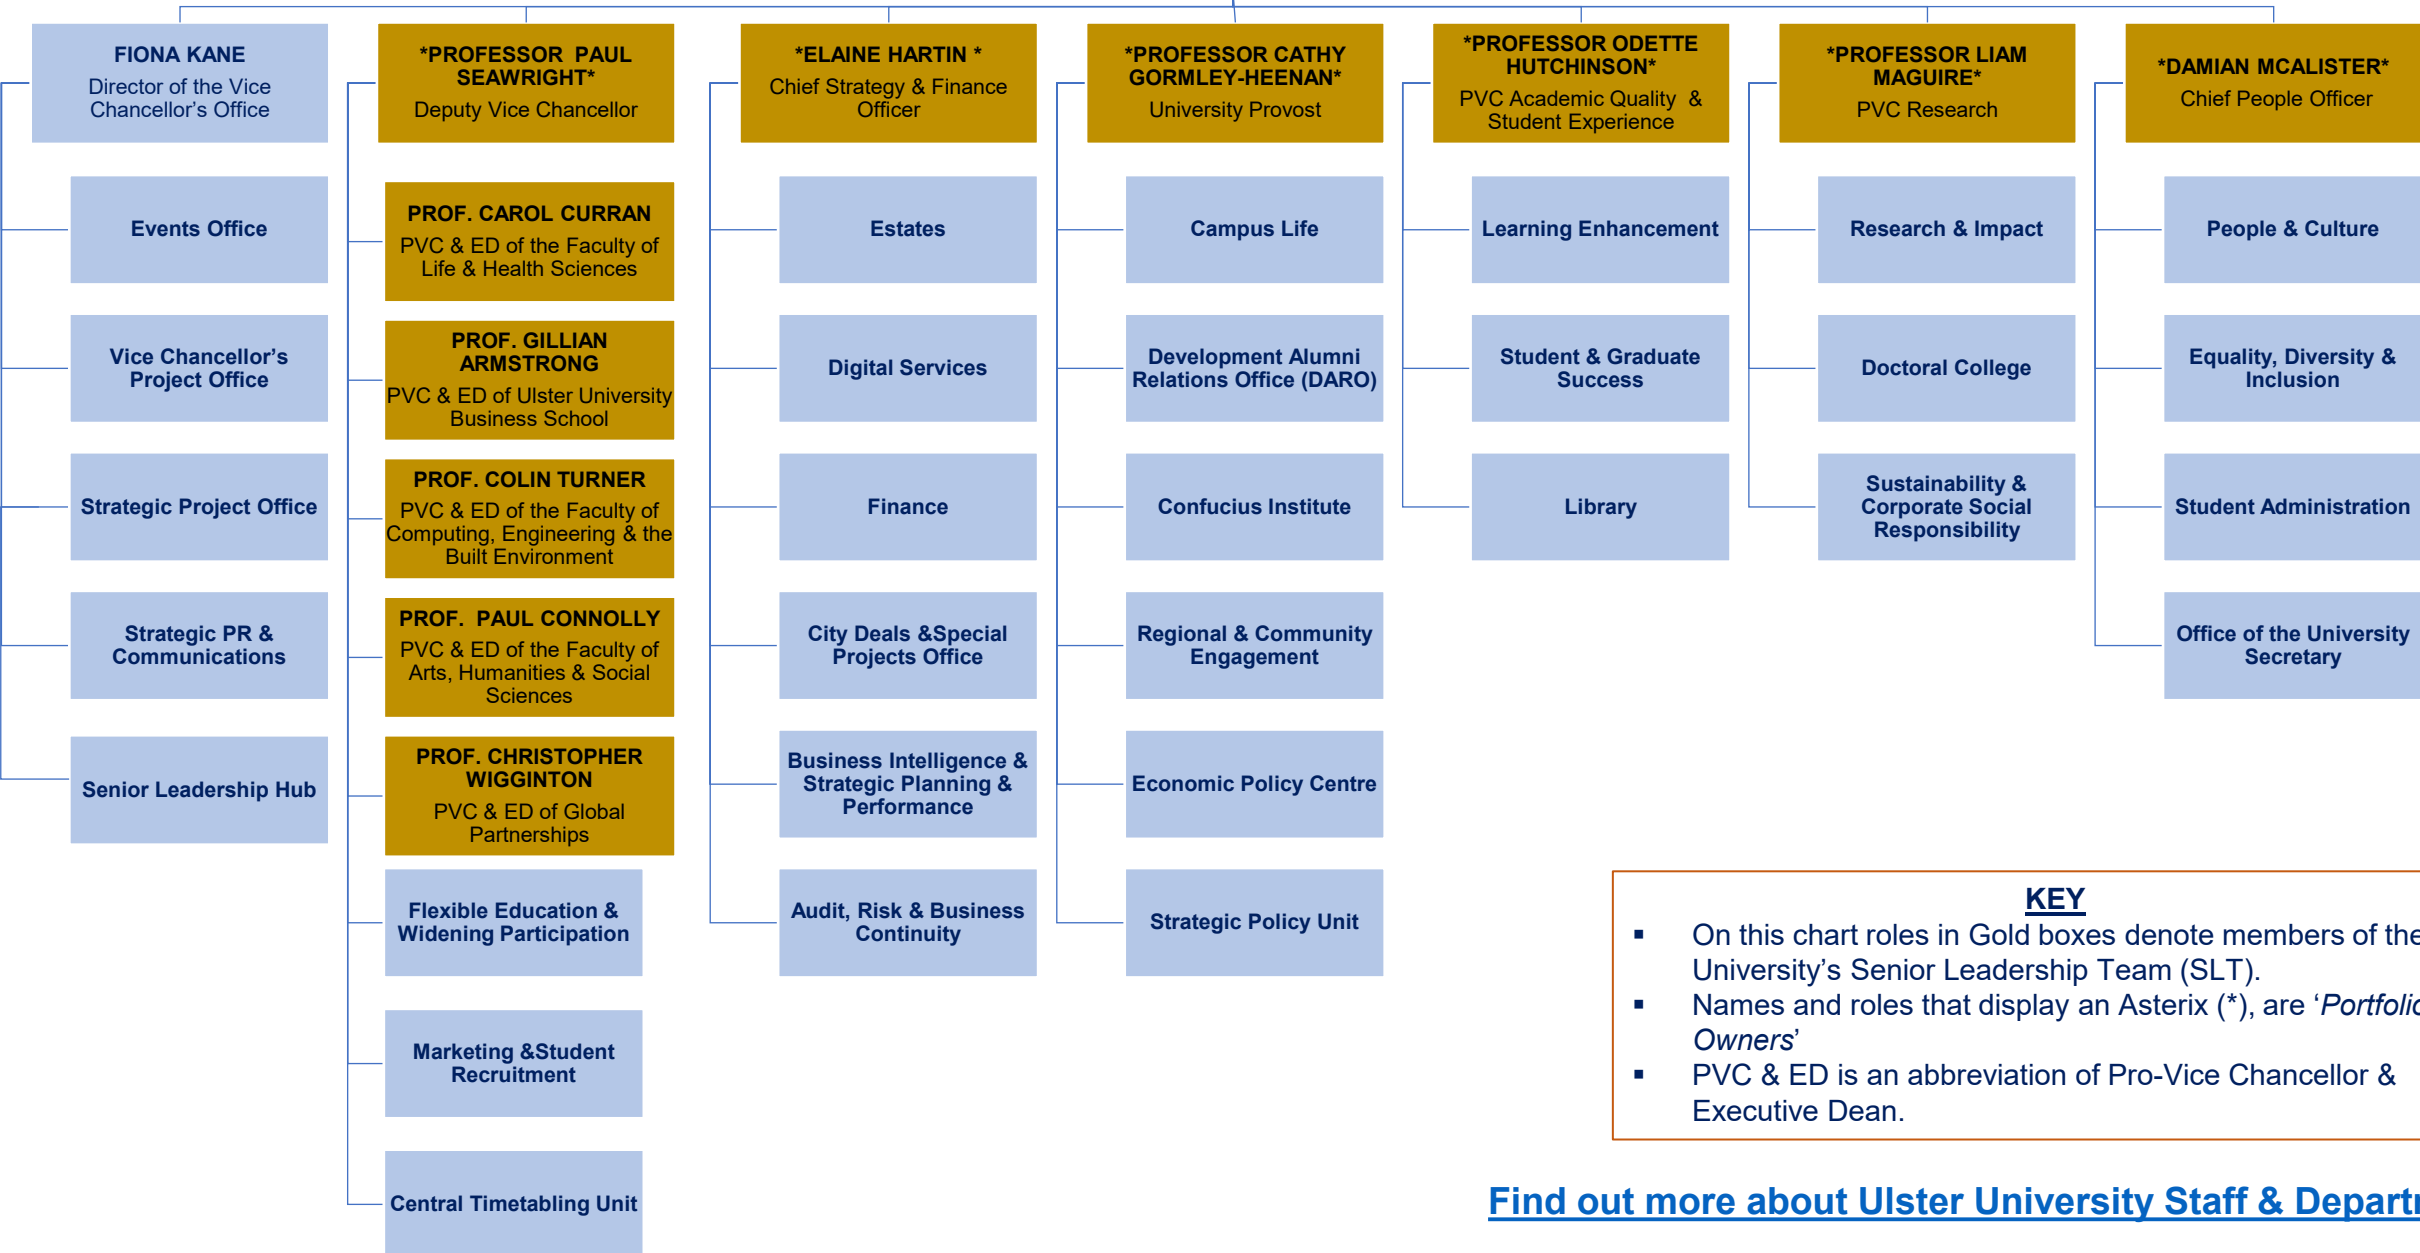 FIONA KANE
Director of the Vice
Chancellor’s Office
Events Office
Vice Chancellor’s
Project Office
Strategic Project Office
Strategic PR &
Communications
Senior Leadership Hub
*PROFESSOR PAUL
SEAWRIGHT*
Deputy Vice Chancellor
PROF. CAROL CURRAN
PVC & ED of the Faculty of
Life & Health Sciences
PROF. GILLIAN
ARMSTRONG
PVC & ED of Ulster University
Business School
PROF. COLIN TURNER
PVC & ED of the Faculty of
Computing, Engineering & the
Built Environment
PROF. PAUL CONNOLLY
PVC & ED of the Faculty of
Arts, Humanities & Social
Sciences
PROF. CHRISTOPHER
WIGGINTON
PVC & ED of Global
Partnerships
Flexible Education &
Widening Participation
Marketing &Student
Recruitment
Central Timetabling Unit
*ELAINE HARTIN *
Chief Strategy & Finance
Officer
Estates
Digital Services
Finance
City Deals &Special
Projects Office
Business Intelligence &
Strategic Planning &
Performance
Audit, Risk & Business
Continuity
*PROFESSOR CATHY
GORMLEY-HEENAN*
University Provost
Campus Life
Development Alumni
Relations Office (DARO)
Confucius Institute
Regional & Community
Engagement
Economic Policy Centre
Strategic Policy Unit
*PROFESSOR ODETTE
HUTCHINSON*
PVC Academic Quality &
Student Experience
Learning Enhancement
Student & Graduate
Success
Library
*PROFESSOR LIAM
MAGUIRE*
PVC Research
Research & Impact
Doctoral College
Sustainability &
Corporate Social
Responsibility
*DAMIAN MCALISTER*
Chief People Officer
People & Culture
Equality, Diversity &
Inclusion
Student Administration
Office of the University
Secretary
KEY
▪ On this chart roles in Gold boxes denote members of the
University’s Senior Leadership Team (SLT).
▪ Names and roles that display an Asterix (*), are ‘Portfolio
Owners’
▪ PVC & ED is an abbreviation of Pro-Vice Chancellor &
Executive Dean.
Find out more about Ulster University Staff &